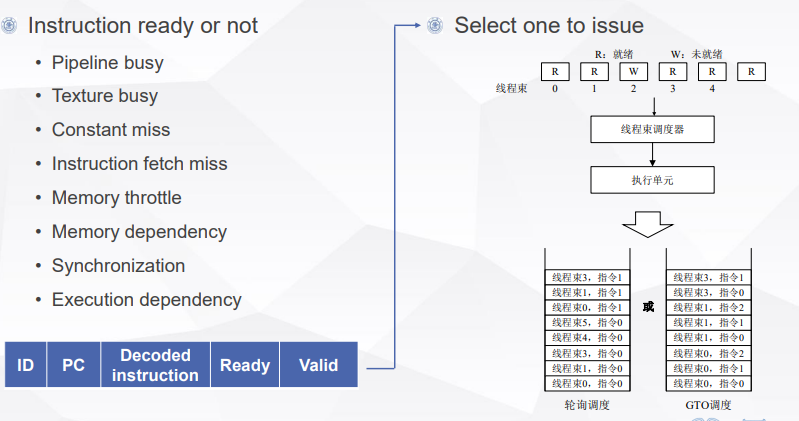 Instruction ready or not
• Pipeline busy
• Texture busy
• Constant miss
• Instruction fetch miss
• Memory throttle
• Memory dependency
• Synchronization
• Execution dependency
ID PC Decoded instruction Ready Valid
Select one to issue
R：就绪 W：未就绪
R R W R R R
线程束 0 1 2 3 4
线程束调度器
执行单元
线程束3，指令1
线程束1，指令1
线程束0，指令1
线程束5，指令0
线程束4，指令0
线程束3，指令0
线程束1，指令0
线程束0，指令0
轮询调度
或
线程束3，指令1
线程束3，指令0
线程束1，指令2
线程束1，指令1
线程束1，指令0
线程束0，指令2
线程束0，指令1
线程束0，指令0
GTO调度